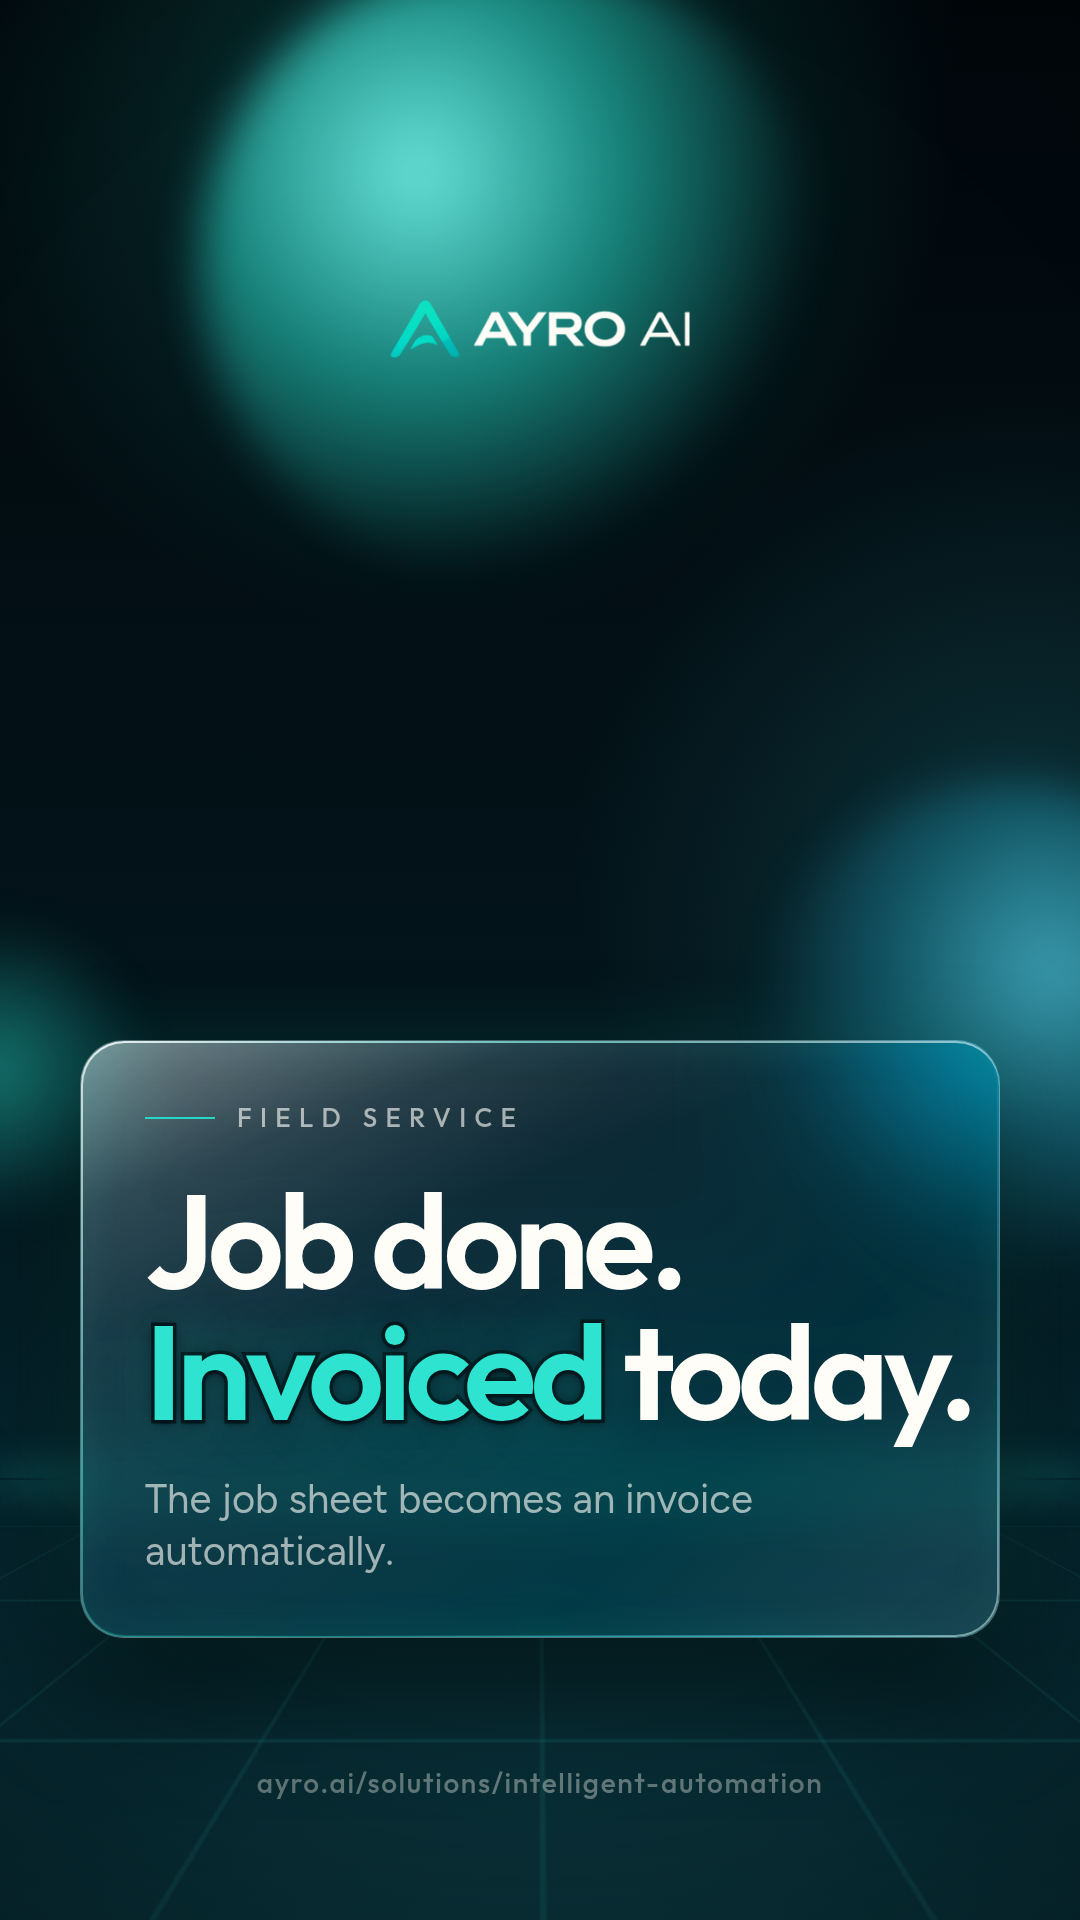 AYRO AI
FIELD SERVICE
Job done.
Invoiced today.
The job sheet becomes an invoice
automatically.
ayro.ai/solutions/intelligent-automation